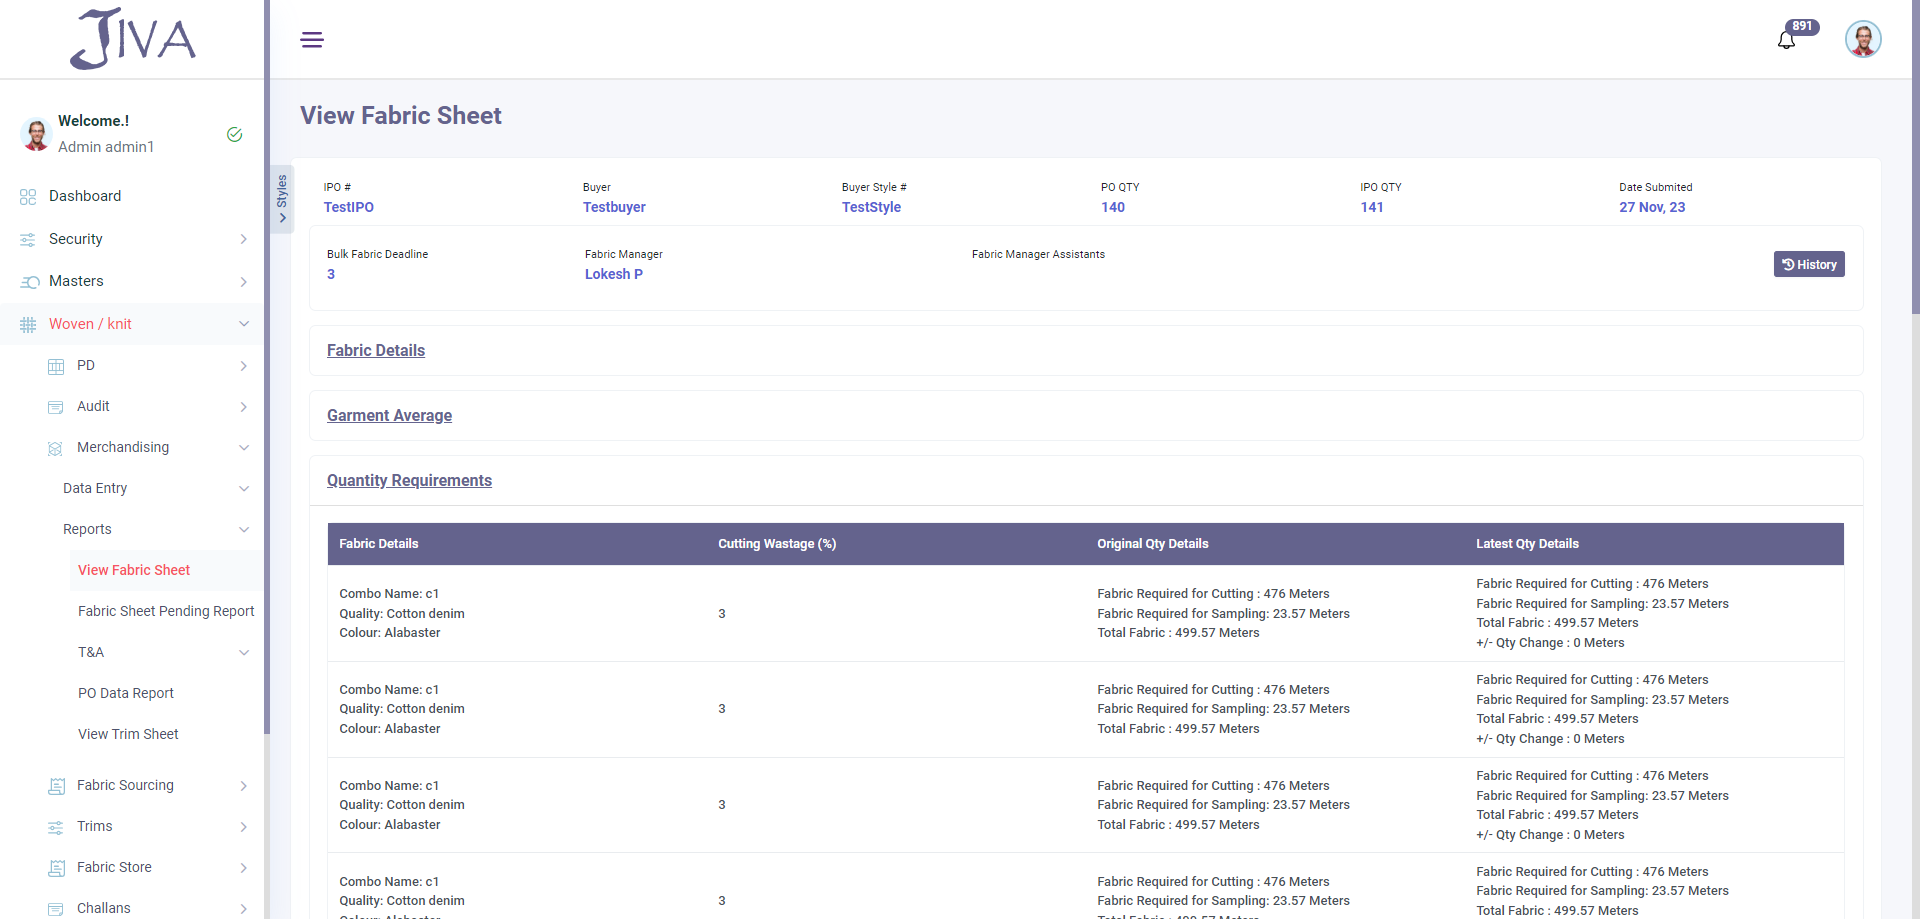 JIVA
891
Welcome.!
Admin admin1
Dashboard
Security
Masters
Woven / knit
PD
Audit
Merchandising
Data Entry
Reports
View Fabric Sheet
Fabric Sheet Pending Report
T&A
PO Data Report
View Trim Sheet
Fabric Sourcing
Trims
Fabric Store
Challans
Styles
View Fabric Sheet
IPO # Buyer Buyer Style # PO QTY IPO QTY Date Submited
TestIPO Testbuyer TestStyle 140 141 27 Nov, 23
Bulk Fabric Deadline Fabric Manager Fabric Manager Assistants
3 Lokesh P
History
Fabric Details
Garment Average
Quantity Requirements
Fabric Details Cutting Wastage (%) Original Qty Details Latest Qty Details
Combo Name: c1
Quality: Cotton denim
Colour: Alabaster
3
Fabric Required for Cutting : 476 Meters
Fabric Required for Sampling: 23.57 Meters
Total Fabric : 499.57 Meters
Fabric Required for Cutting : 476 Meters
Fabric Required for Sampling: 23.57 Meters
Total Fabric : 499.57 Meters
+/- Qty Change : 0 Meters
Combo Name: c1
Quality: Cotton denim
Colour: Alabaster
3
Fabric Required for Cutting : 476 Meters
Fabric Required for Sampling: 23.57 Meters
Total Fabric : 499.57 Meters
Fabric Required for Cutting : 476 Meters
Fabric Required for Sampling: 23.57 Meters
Total Fabric : 499.57 Meters
+/- Qty Change : 0 Meters
Combo Name: c1
Quality: Cotton denim
Colour: Alabaster
3
Fabric Required for Cutting : 476 Meters
Fabric Required for Sampling: 23.57 Meters
Total Fabric : 499.57 Meters
Fabric Required for Cutting : 476 Meters
Fabric Required for Sampling: 23.57 Meters
Total Fabric : 499.57 Meters
+/- Qty Change : 0 Meters
Combo Name: c1
Quality: Cotton denim
Colour: Alabaster
3
Fabric Required for Cutting : 476 Meters
Fabric Required for Sampling: 23.57 Meters
Total Fabric : 499.57 Meters
Fabric Required for Cutting : 476 Meters
Fabric Required for Sampling: 23.57 Meters
Total Fabric : 499.57 Meters